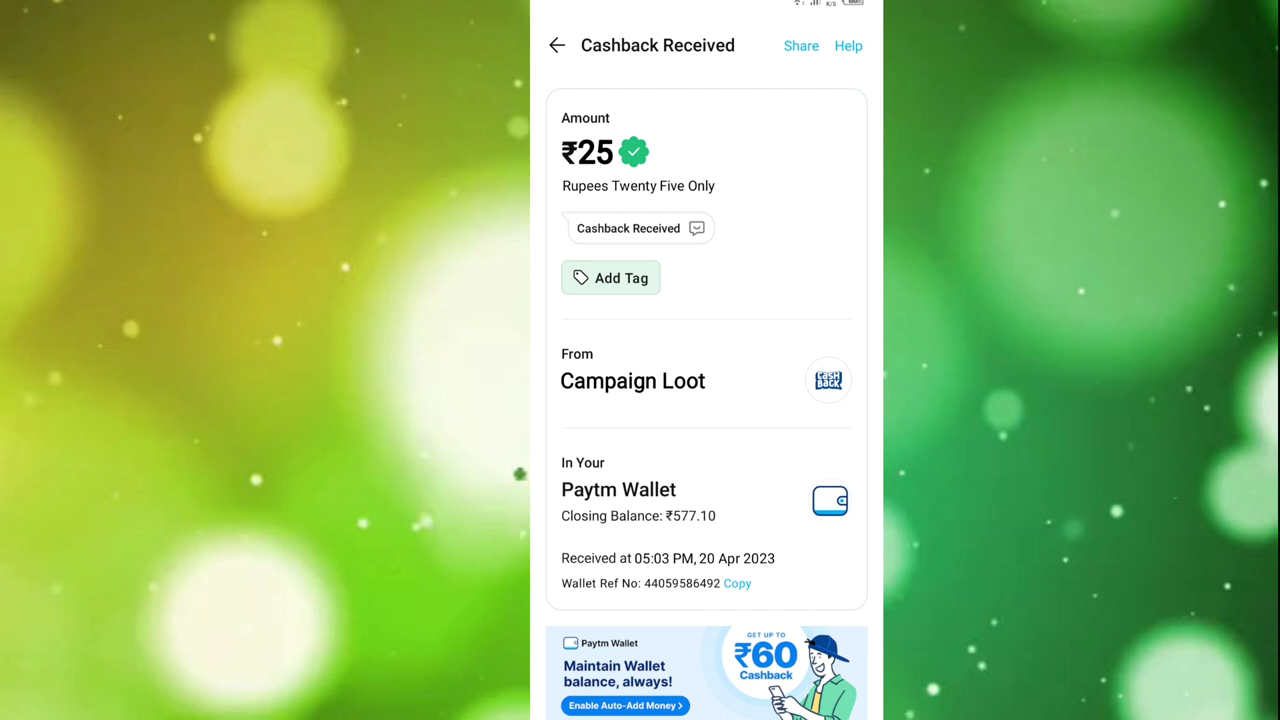 K/S
Cashback Received
Share Help
Amount
₹25
Rupees Twenty Five Only
Cashback Received
Add Tag
From
Campaign Loot
CASH
BACK
In Your
Paytm Wallet
Closing Balance: ₹577.10
Received at 05:03 PM, 20 Apr 2023
Wallet Ref No: 44059586492 Copy
Paytm Wallet
Maintain Wallet
balance, always!
Enable Auto-Add Money >
GET UP TO
₹60
Cashback